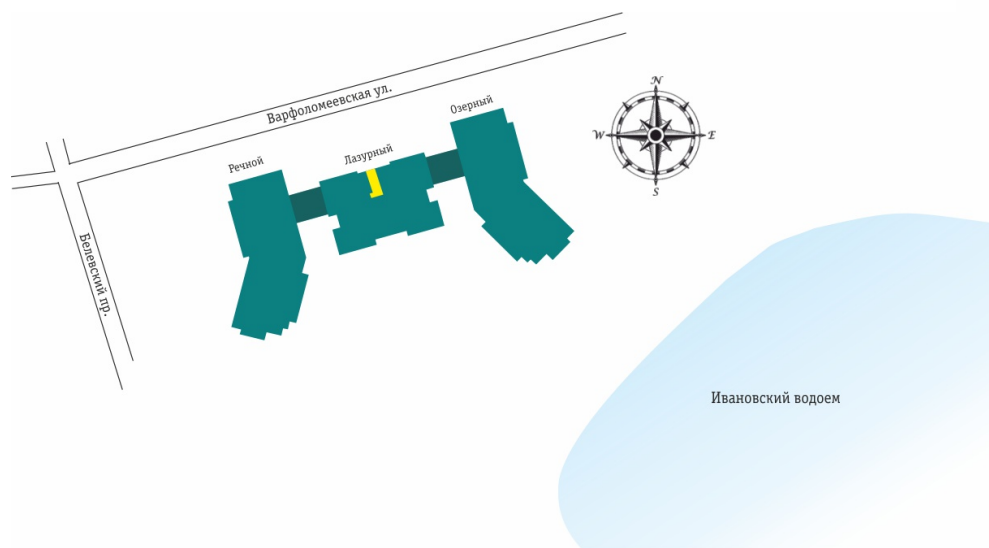 Варфоломеевская ул.
Озерный
Лазурный
Речной
N
W
E
S
Белевский пр.
Ивановский водоем